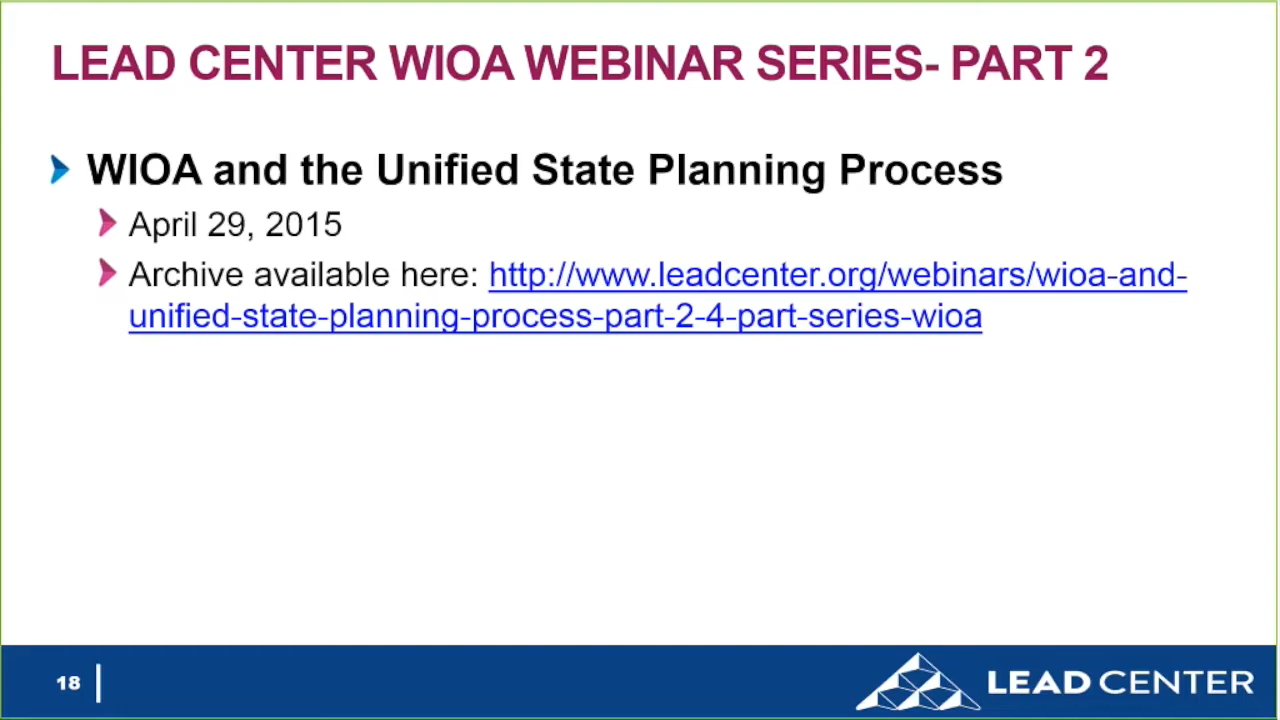 LEAD CENTER WIOA WEBINAR SERIES- PART 2
WIOA and the Unified State Planning Process
April 29, 2015
Archive available here: http://www.leadcenter.org/webinars/wioa-and-
unified-state-planning-process-part-2-4-part-series-wioa
18
LEAD CENTER